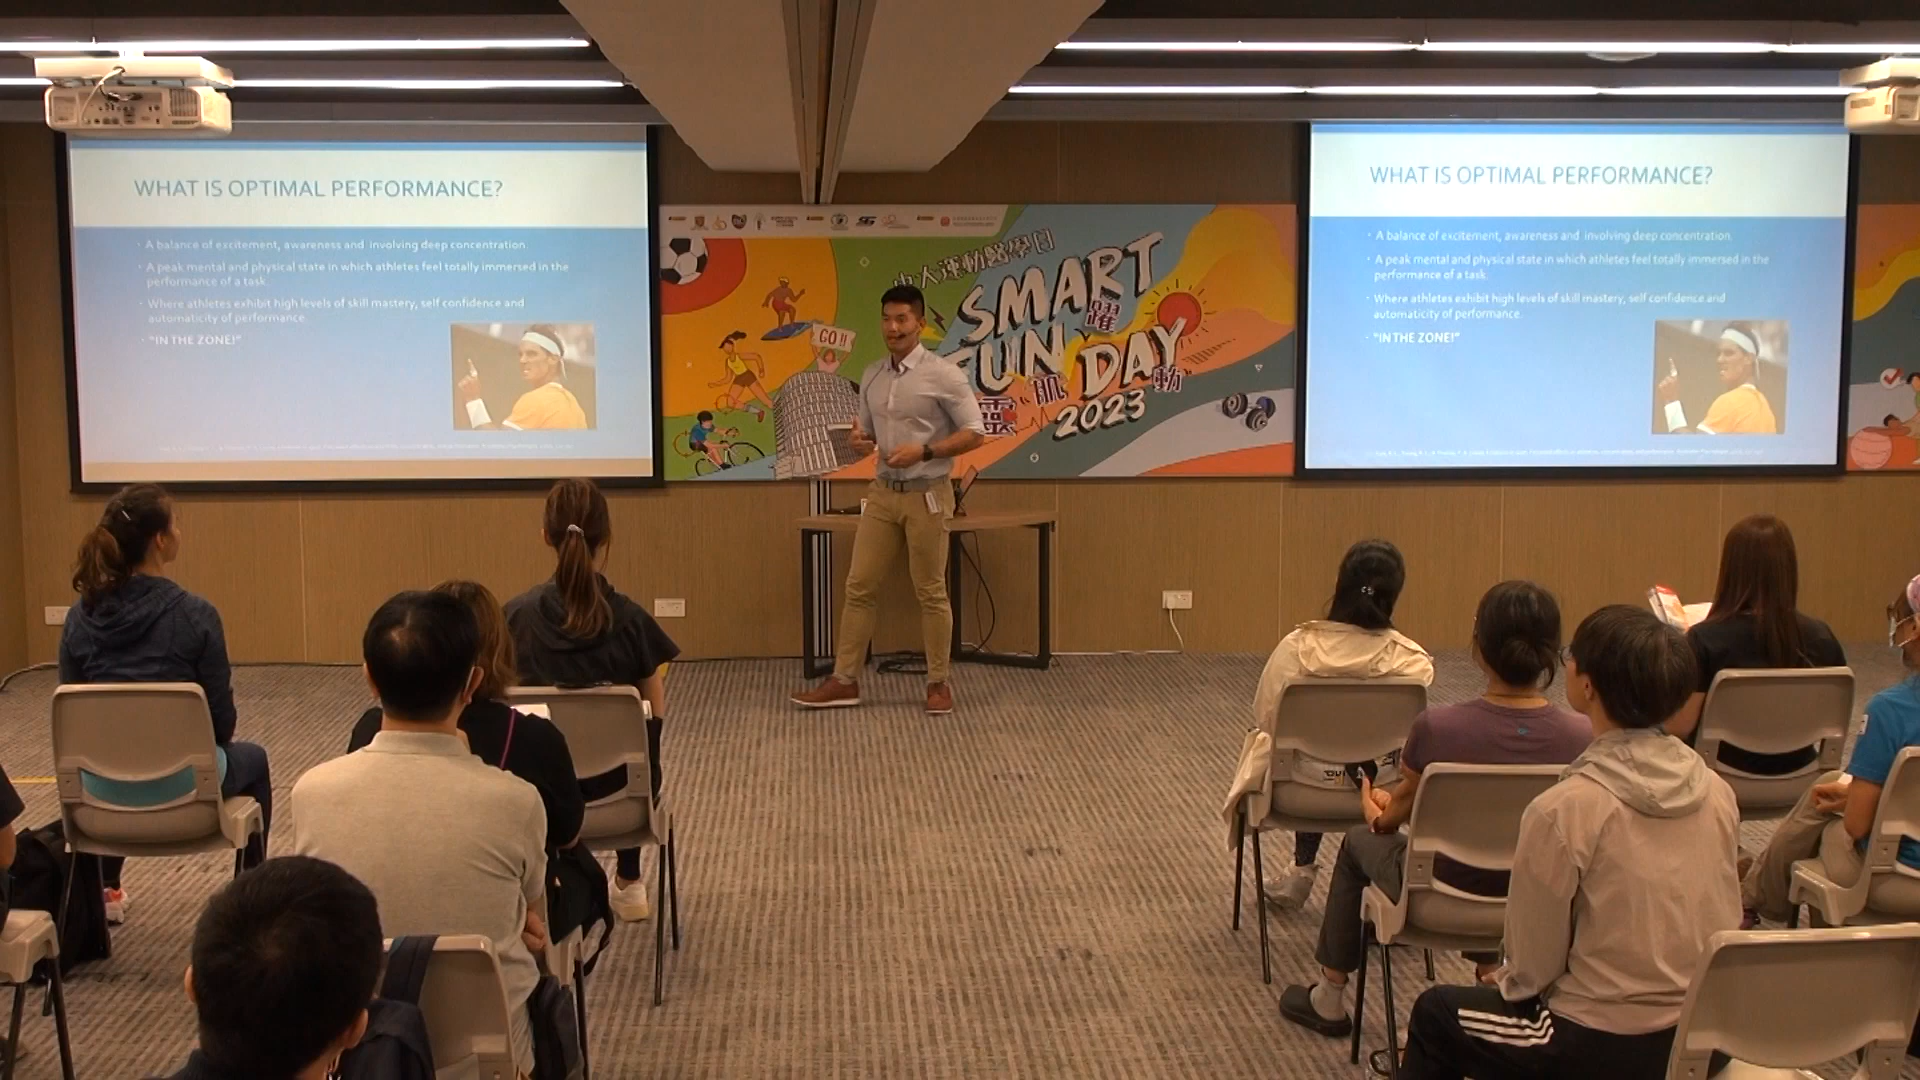 WHAT IS OPTIMAL PERFORMANCE?
A balance of excitement, awareness and involving deep concentration.
A peak mental and physical state in which athletes feel totally immersed in the
performance of a task.
Where athletes exhibit high levels of skill mastery, self confidence and
automaticity of performance.
"IN THE ZONE!"
中大運動醫學日
SMART
躍
FUN DAY
肌 動
2023
GO!!
WHAT IS OPTIMAL PERFORMANCE?
A balance of excitement, awareness and involving deep concentration.
A peak mental and physical state in which athletes feel totally immersed in the
performance of a task.
Where athletes exhibit high levels of skill mastery, self confidence and
automaticity of performance.
"IN THE ZONE!"